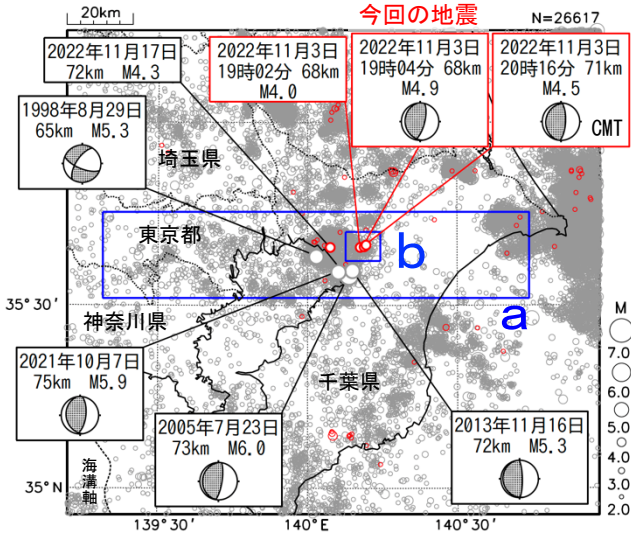 20km
今回の地震
N=26617
2022年11月17日
72km M4.3
2022年11月3日
19時02分 68km
M4.0
2022年11月3日
19時04分 68km
M4.9
2022年11月3日
20時16分 71km
M4.5
CMT
1998年8月29日
65km M5.3
埼玉県
東京都
b
a
35°30′
神奈川県
千葉県
2021年10月7日
75km M5.9
2005年7月23日
73km M6.0
2013年11月16日
72km M5.3
海溝軸
35°N
139°30′
140°E
140°30′
M
7.0
6.0
5.0
4.0
3.0
2.0